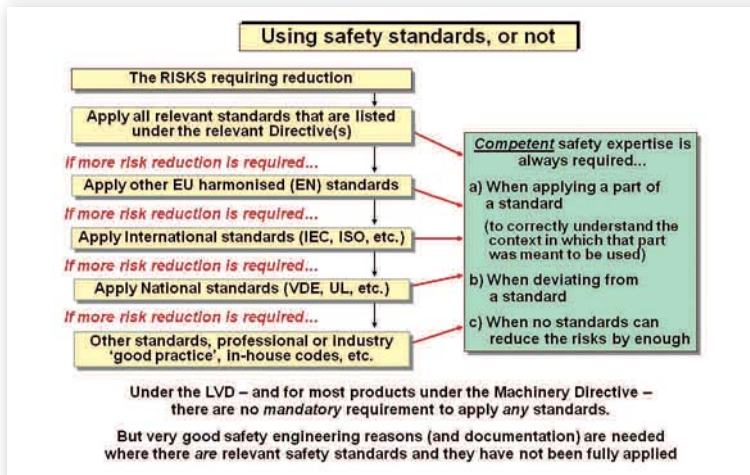 Using safety standards, or not
The RISKS requiring reduction
Apply all relevant standards that are listed
under the relevant Directive(s)
if more risk reduction is required...
Apply other EU harmonised (EN) standards
If more risk reduction is required...
Apply International standards (IEC, ISO, etc.)
If more risk reduction is required...
Apply National standards (VDE, UL, etc.)
If more risk reduction is required...
Other standards, professional or industry
'good practice', in-house codes, etc.
Competent safety expertise is
always required...
a) When applying a part of
a standard
(to correctly understand the
context in which that part
was meant to be used)
b) When deviating from
a standard
c) When no standards can
reduce the risks by enough
Under the LVD – and for most products under the Machinery Directive –
there are no mandatory requirement to apply any standards.
But very good safety engineering reasons (and documentation) are needed
where there are relevant safety standards and they have not been fully applied